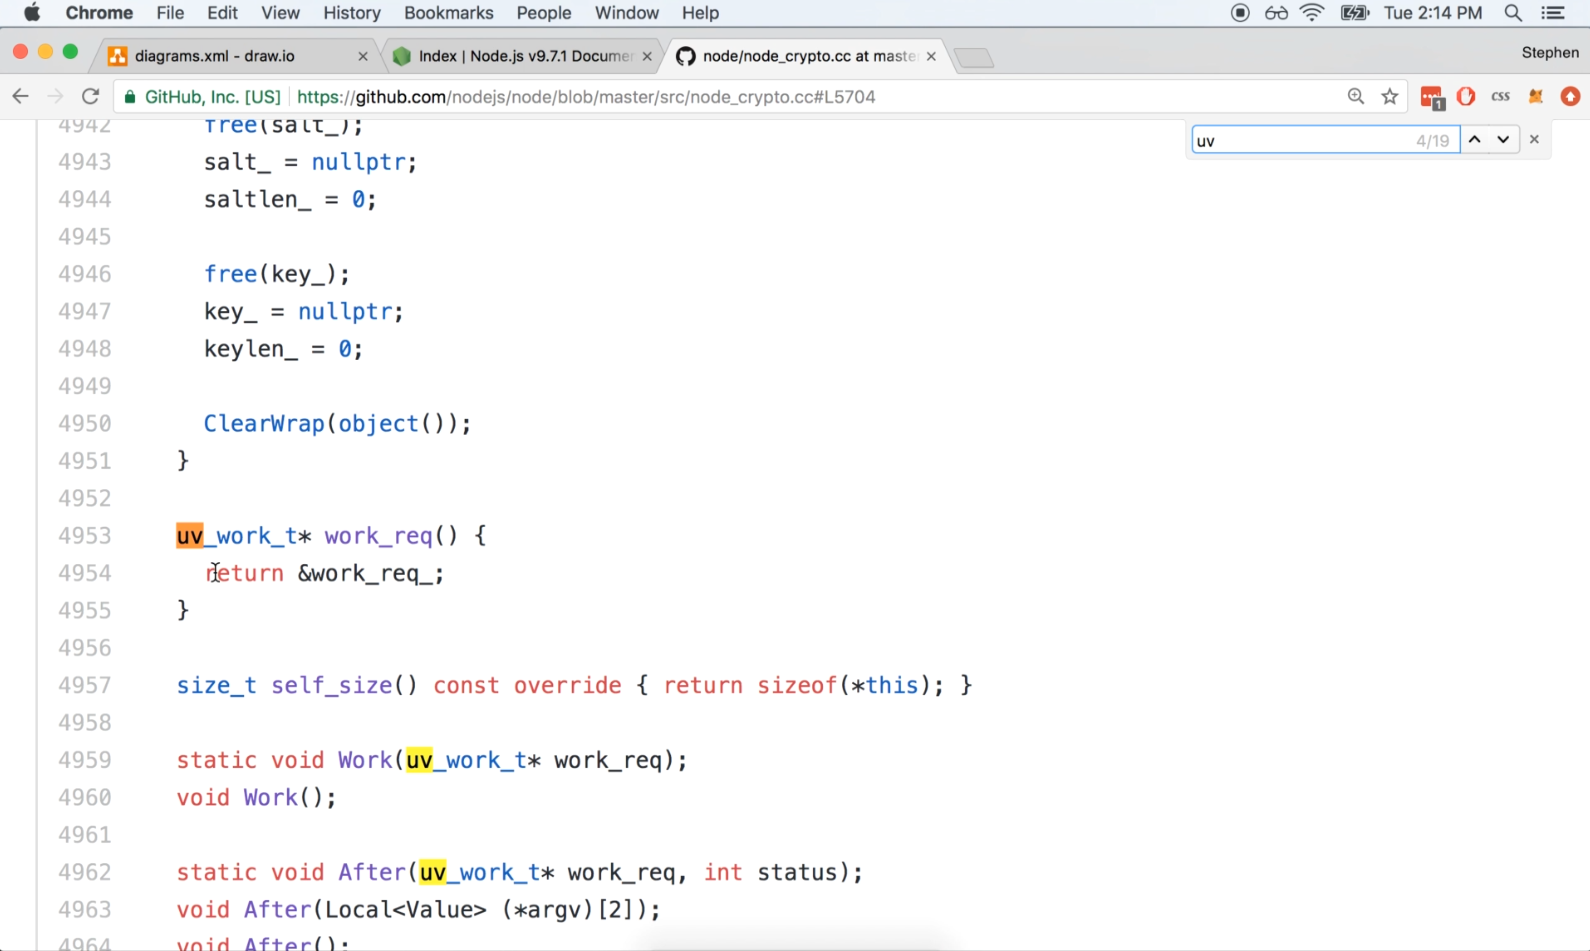 Chrome File Edit View History Bookmarks People Window Help Tue 2:14 PM
diagrams.xml - draw.io Index | Node.js v9.7.1 Documen node/node_crypto.cc at maste Stephen
GitHub, Inc. [US] https://github.com/nodejs/node/blob/master/src/node_crypto.cc#L5704 1 css
uv 4/19
4942 free(salt_);
4943 salt_ = nullptr;
4944 saltlen_ = 0;
4945
4946 free(key_);
4947 key_ = nullptr;
4948 keylen_ = 0;
4949
4950 ClearWrap(object());
4951 }
4952
4953 uv_work_t* work_req() {
4954 return &work_req_;
4955 }
4956
4957 size_t self_size() const override { return sizeof(*this); }
4958
4959 static void Work(uv_work_t* work_req);
4960 void Work();
4961
4962 static void After(uv_work_t* work_req, int status);
4963 void After(Local<Value> (*argv)[2]);
4964 void After();